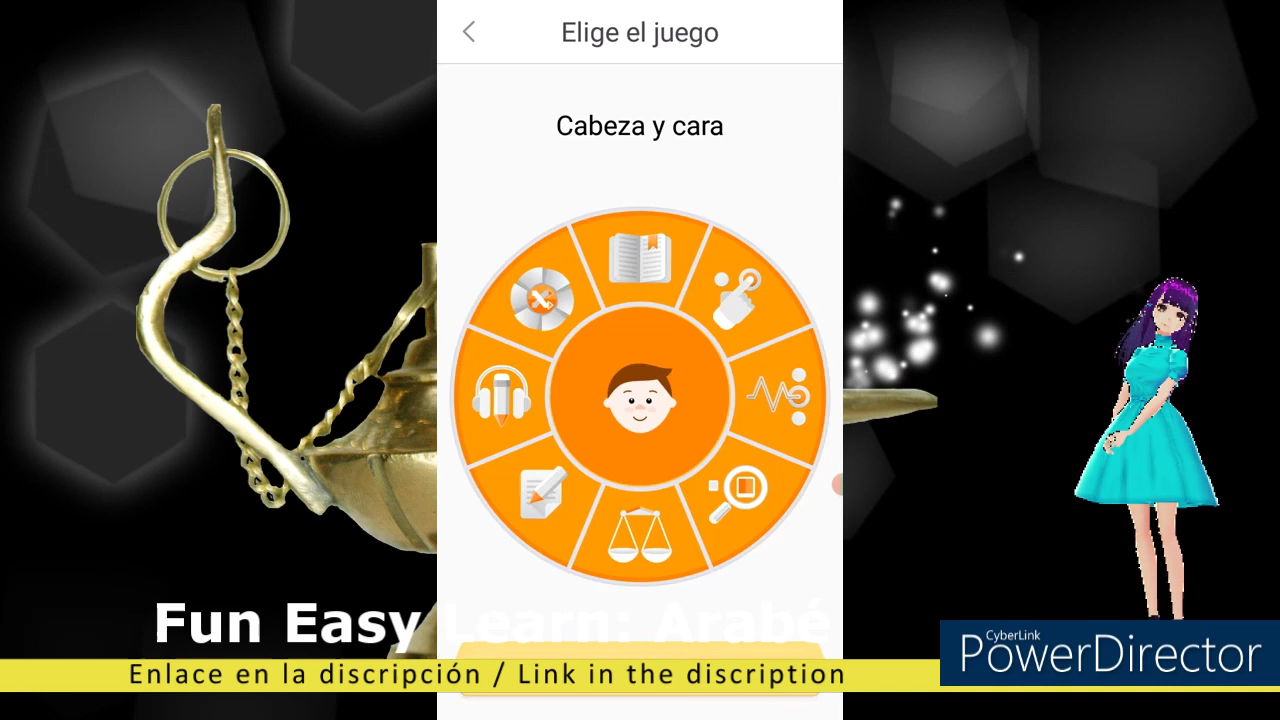 Elige el juego
Cabeza y cara
Fun Easy Learn: Arabé
Enlace en la discripción / Link in the discription
CyberLink
PowerDirector